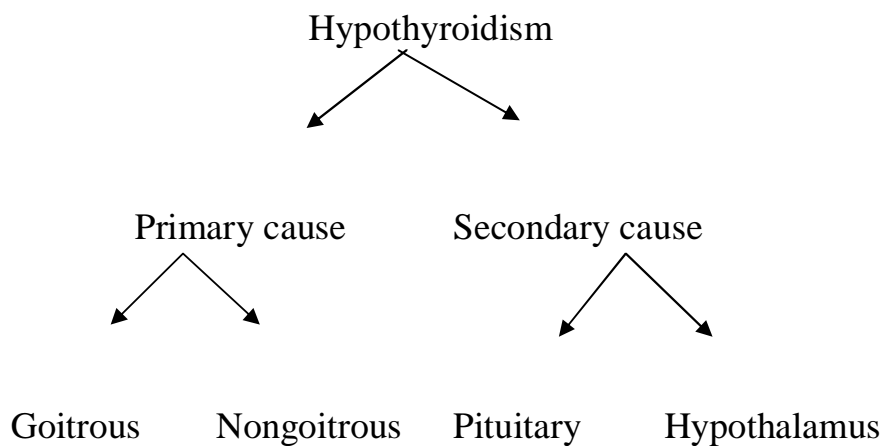 Hypothyroidism
Primary cause Secondary cause
Goitrous Nongoitrous Pituitary Hypothalamus